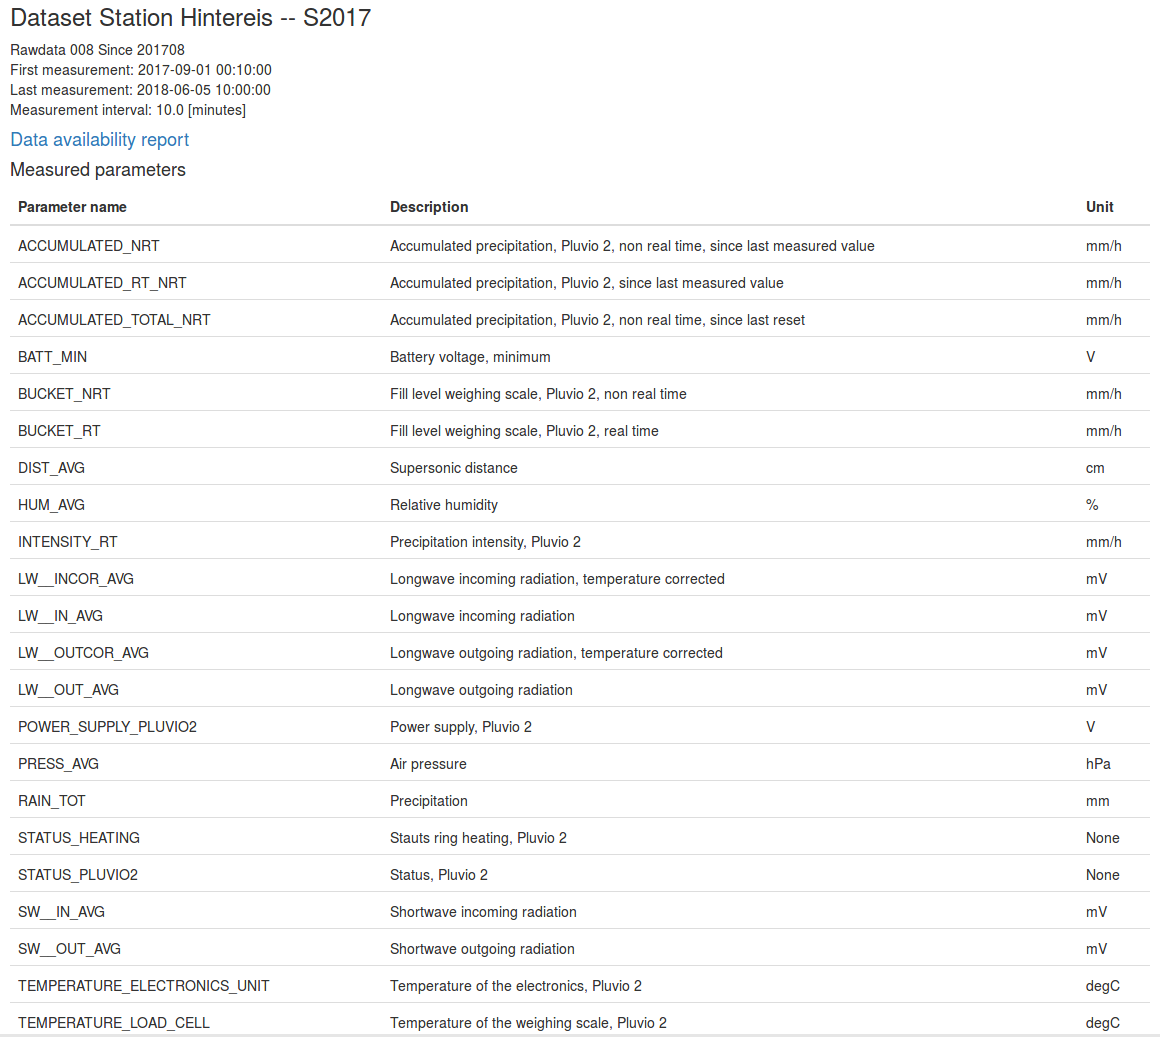 Dataset Station Hintereis -- S2017
Rawdata 008 Since 201708
First measurement: 2017-09-01 00:10:00
Last measurement: 2018-06-05 10:00:00
Measurement interval: 10.0 [minutes]
Data availability report
Measured parameters
Parameter name Description Unit
ACCUMULATED_NRT Accumulated precipitation, Pluvio 2, non real time, since last measured value mm/h
ACCUMULATED_RT_NRT Accumulated precipitation, Pluvio 2, since last measured value mm/h
ACCUMULATED_TOTAL_NRT Accumulated precipitation, Pluvio 2, non real time, since last reset mm/h
BATT_MIN Battery voltage, minimum V
BUCKET_NRT Fill level weighing scale, Pluvio 2, non real time mm/h
BUCKET_RT Fill level weighing scale, Pluvio 2, real time mm/h
DIST_AVG Supersonic distance cm
HUM_AVG Relative humidity %
INTENSITY_RT Precipitation intensity, Pluvio 2 mm/h
LW__INCOR_AVG Longwave incoming radiation, temperature corrected mV
LW__IN_AVG Longwave incoming radiation mV
LW__OUTCOR_AVG Longwave outgoing radiation, temperature corrected mV
LW__OUT_AVG Longwave outgoing radiation mV
POWER_SUPPLY_PLUVIO2 Power supply, Pluvio 2 V
PRESS_AVG Air pressure hPa
RAIN_TOT Precipitation mm
STATUS_HEATING Stauts ring heating, Pluvio 2 None
STATUS_PLUVIO2 Status, Pluvio 2 None
SW__IN_AVG Shortwave incoming radiation mV
SW__OUT_AVG Shortwave outgoing radiation mV
TEMPERATURE_ELECTRONICS_UNIT Temperature of the electronics, Pluvio 2 degC
TEMPERATURE_LOAD_CELL Temperature of the weighing scale, Pluvio 2 degC